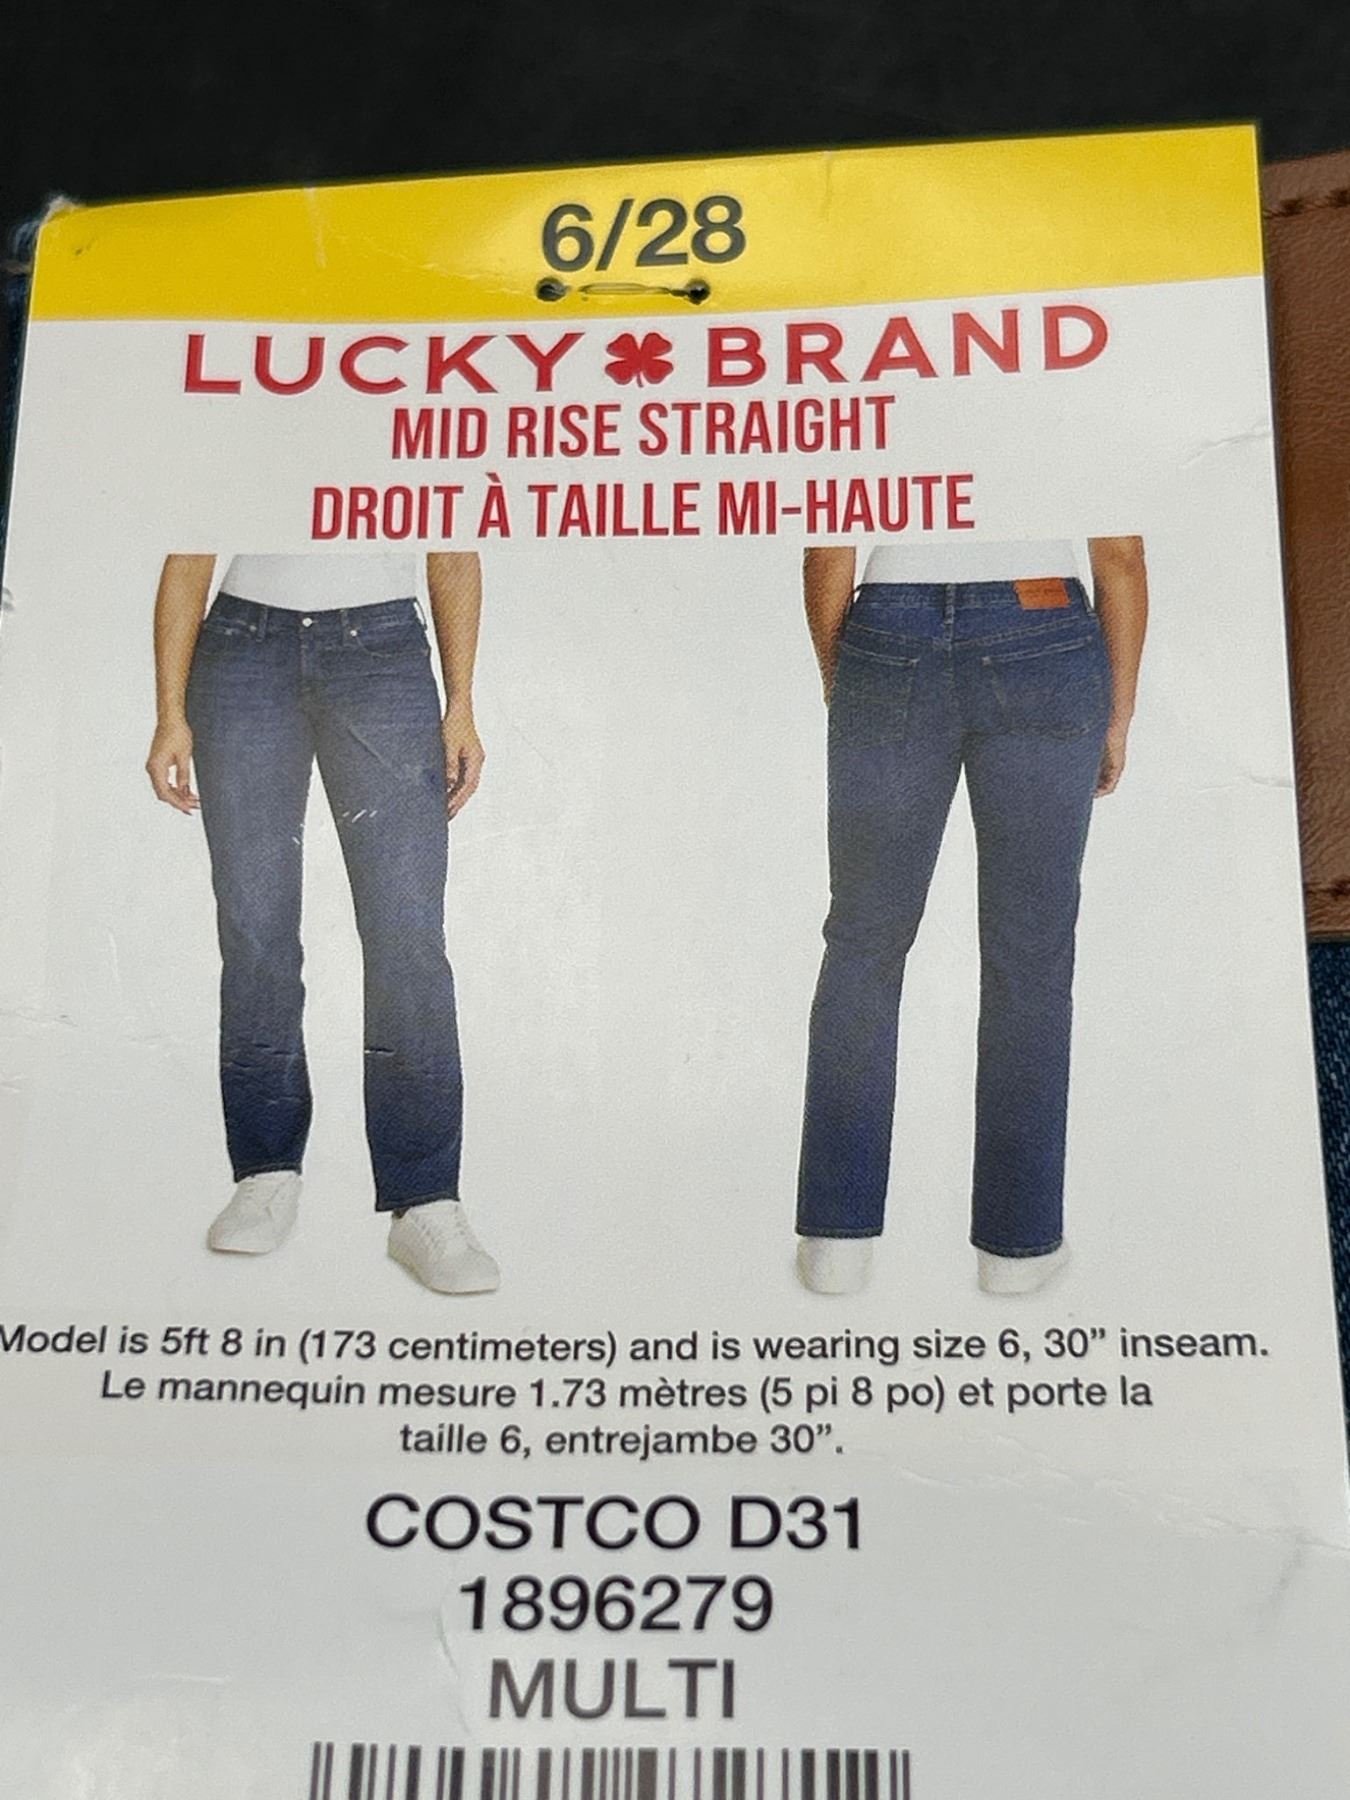 6/28
LUCKY BRAND
MID RISE STRAIGHT
DROIT À TAILLE MI-HAUTE
Model is 5ft 8 in (173 centimeters) and is wearing size 6, 30” inseam.
Le mannequin mesure 1.73 mètres (5 pi 8 po) et porte la
taille 6, entrejambe 30”.
COSTCO D31
1896279
MULTI